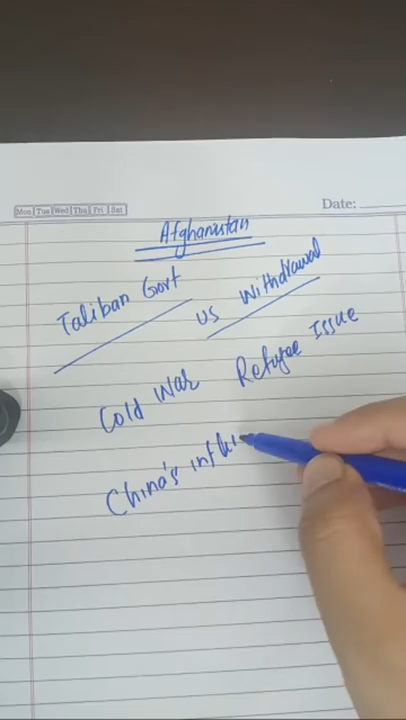 Mon Tue Wed Thu Fri Sat
Date:
Afghanistan
Taliban Govt
US Withdrawal
Cold War
Refugee Issue
China's